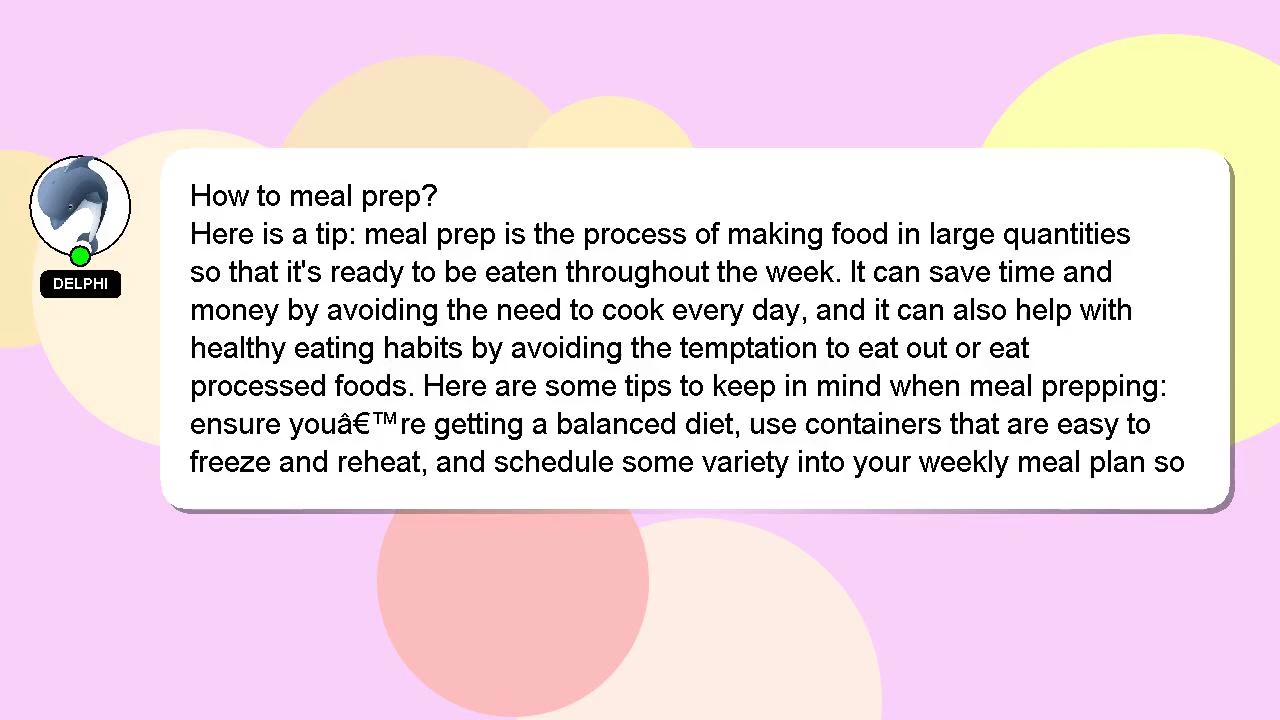 How to meal prep?
Here is a tip: meal prep is the process of making food in large quantities
so that it's ready to be eaten throughout the week. It can save time and
money by avoiding the need to cook every day, and it can also help with
healthy eating habits by avoiding the temptation to eat out or eat
processed foods. Here are some tips to keep in mind when meal prepping:
ensure youâ€™re getting a balanced diet, use containers that are easy to
freeze and reheat, and schedule some variety into your weekly meal plan so
DELPHI